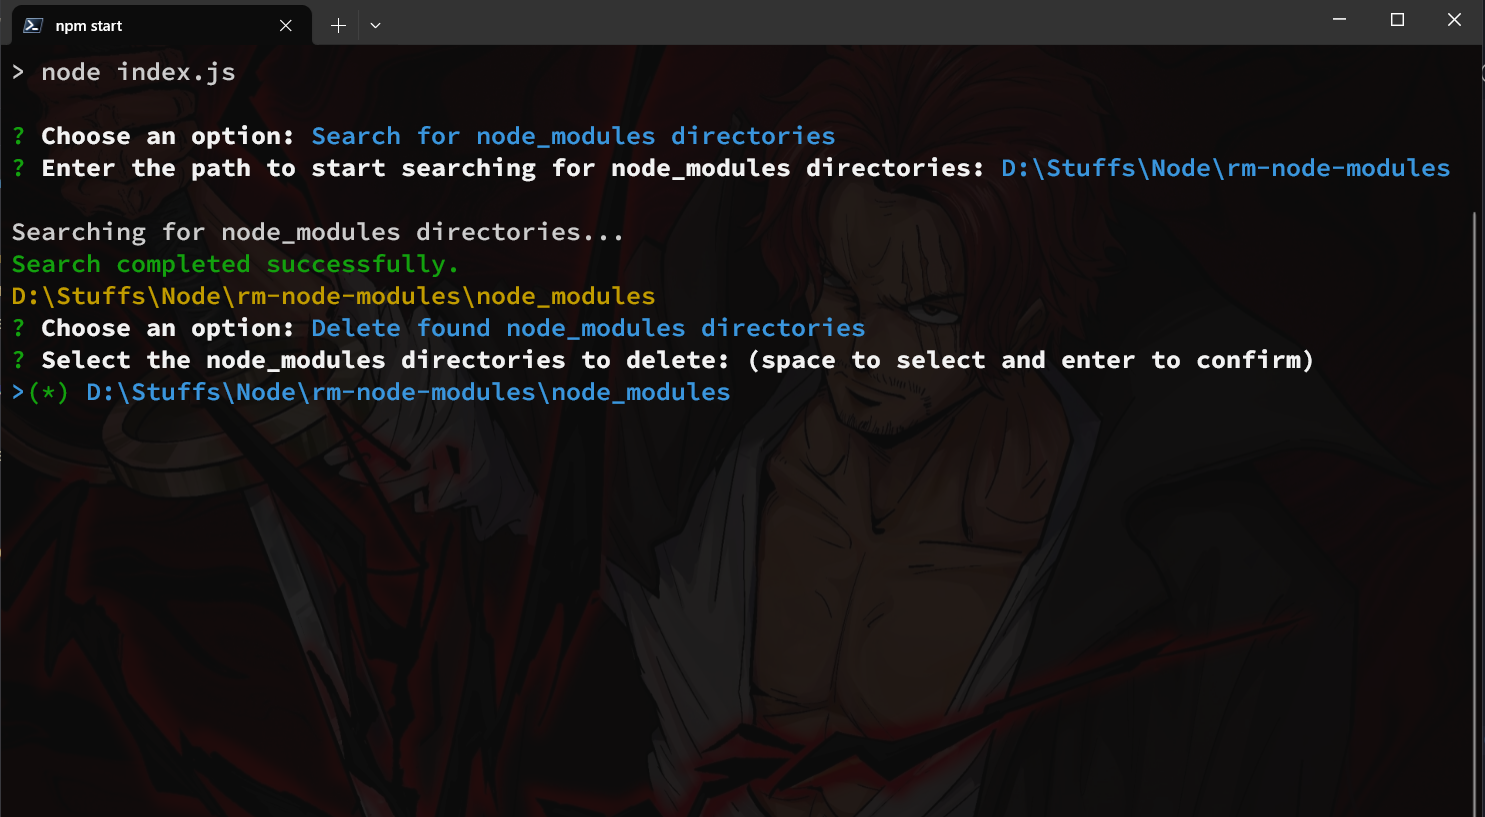 npm start
> node index.js
? Choose an option: Search for node_modules directories
? Enter the path to start searching for node_modules directories: D:\Stuffs\Node\rm-node-modules
Searching for node_modules directories...
Search completed successfully.
D:\Stuffs\Node\rm-node-modules\node_modules
? Choose an option: Delete found node_modules directories
? Select the node_modules directories to delete: (space to select and enter to confirm)
>(*) D:\Stuffs\Node\rm-node-modules\node_modules